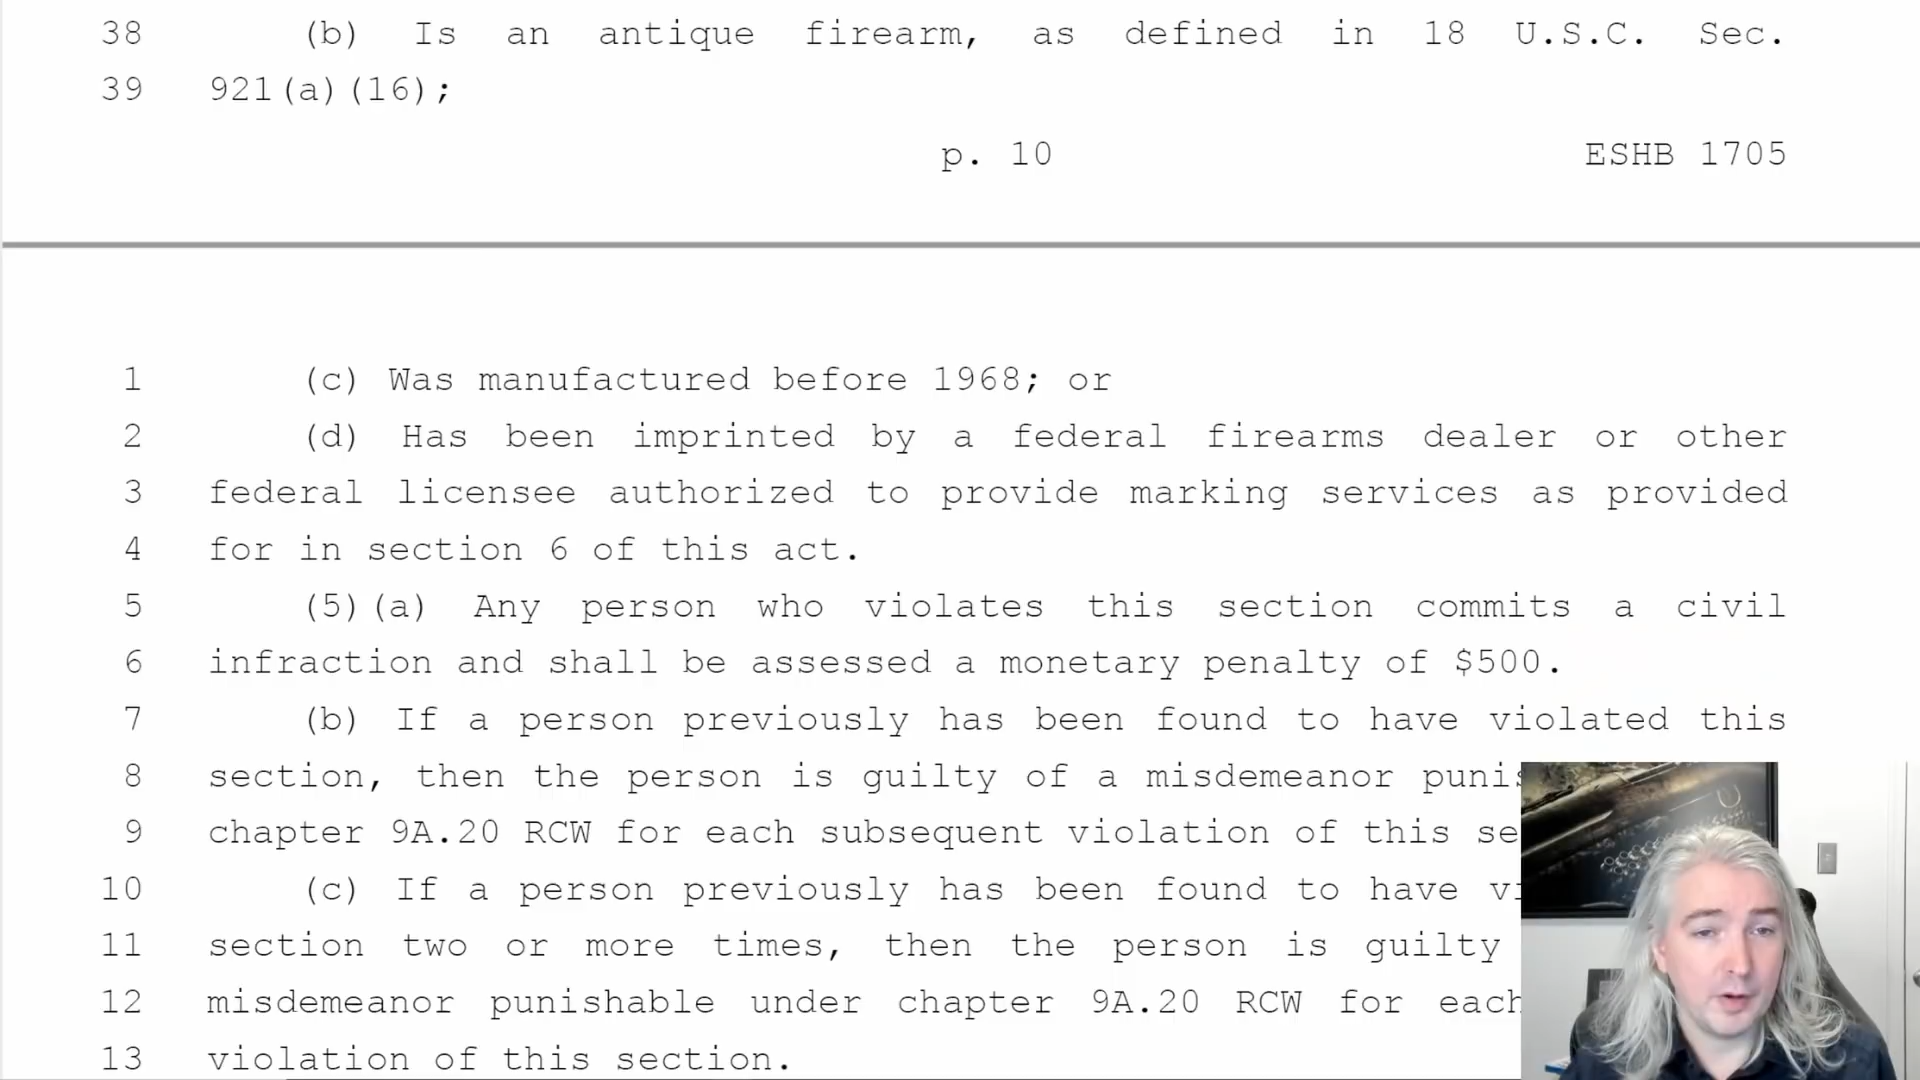 38 (b) Is an antique firearm, as defined in 18 U.S.C. Sec.
39 921(a)(16);
p. 10 ESHB 1705
1 (c) Was manufactured before 1968; or
2 (d) Has been imprinted by a federal firearms dealer or other
3 federal licensee authorized to provide marking services as provided
4 for in section 6 of this act.
5 (5)(a) Any person who violates this section commits a civil
6 infraction and shall be assessed a monetary penalty of $500.
7 (b) If a person previously has been found to have violated this
8 section, then the person is guilty of a misdemeanor
9 chapter 9A.20 RCW for each subsequent violation of this
10 (c) If a person previously has been found to have
11 section two or more times, then the person is guilty
12 misdemeanor punishable under chapter 9A.20 RCW for each
13 violation of this section.